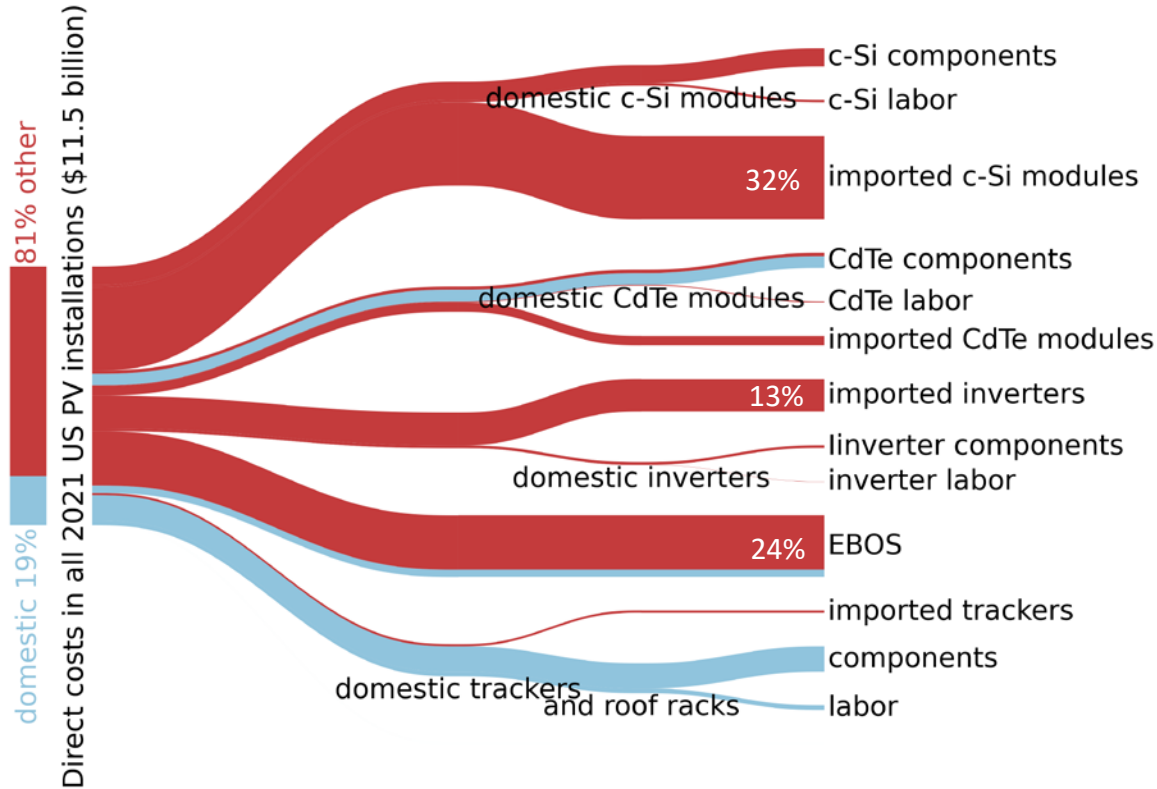 81% other
domestic 19%
Direct costs in all 2021 US PV installations ($11.5 billion)
c-Si components
domestic c-Si modules
c-Si labor
32%
imported c-Si modules
CdTe components
domestic CdTe modules
CdTe labor
imported CdTe modules
13%
imported inverters
Iinverter components
domestic inverters
inverter labor
24%
EBOS
imported trackers
components
domestic trackers
and roof racks
labor